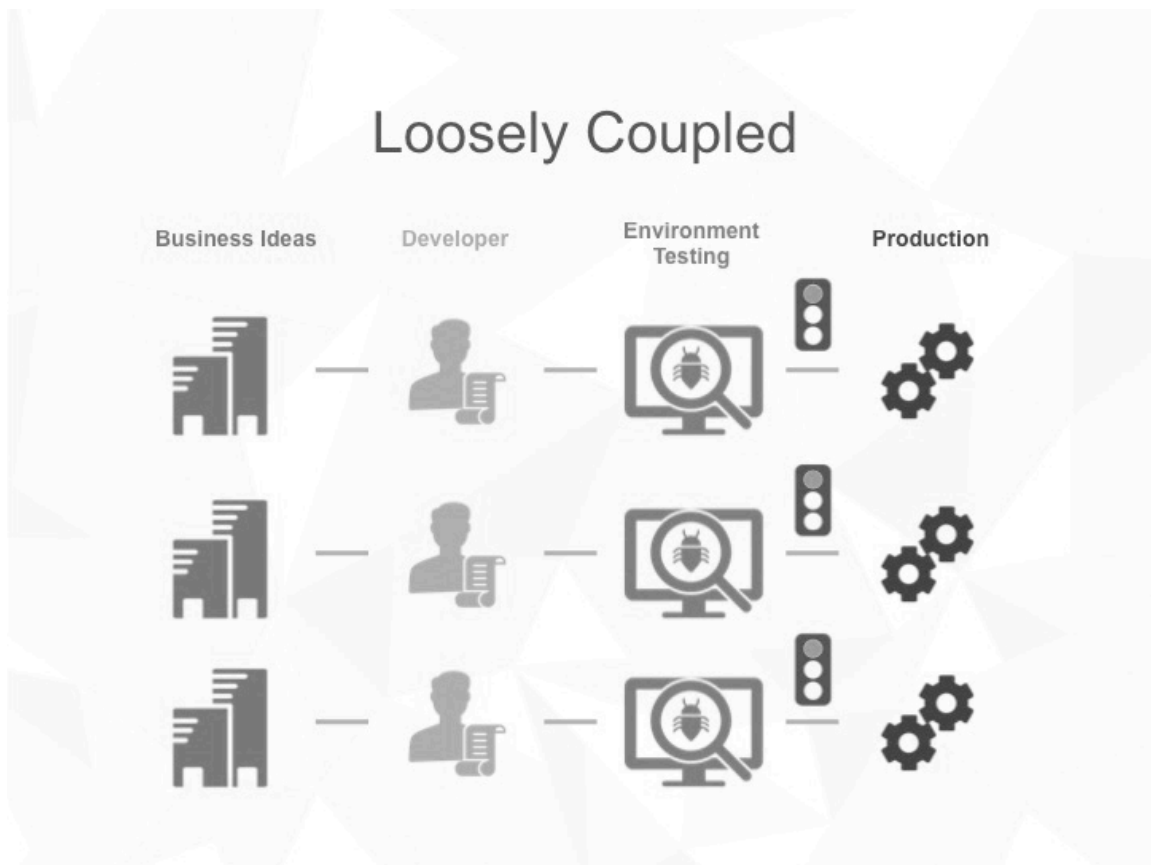 Loosely Coupled
Business Ideas
Developer
Environment
Testing
Production